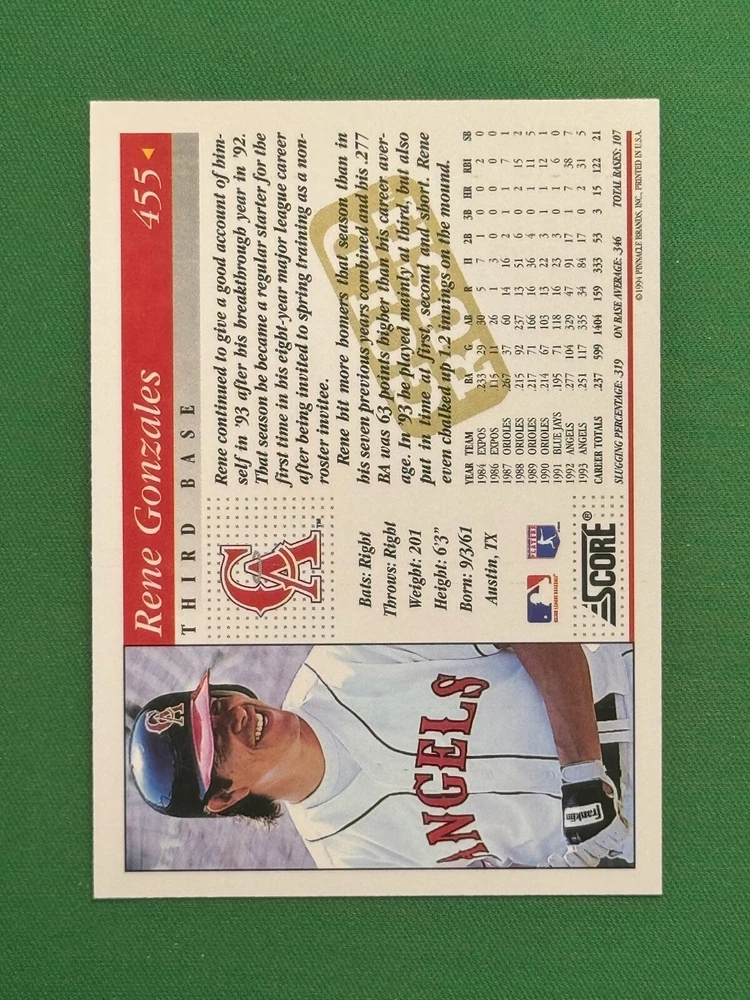 Rene Gonzales 455
THIRD BASE
CA
TM
Bats: Right
Throws: Right
Weight: 201
Height: 6'3"
Born: 9/3/61
Austin, TX
Rene continued to give a good account of him-
self in '93 after his breakthrough year in '92.
That season he became a regular starter for the
first time in his eight-year major league career
after being invited to spring training as a non-
roster invitee.
Rene hit more homers that season than in
his seven previous years combined and his .277
BA was 63 points higher than his career aver-
age. In '93 he played mainly at third, but also
put in time at first, second and short. Rene
even chalked up 1.2 innings on the mound.
GOLD
RUSH
YEAR TEAM BA G AB R H 2B 3B HR RBI SB
1984 EXPOS .233 29 30 5 7 1 0 0 2 0
1986 EXPOS .115 11 26 1 3 0 0 0 0 0
1987 ORIOLES .267 37 60 14 16 2 1 1 7 1
1988 ORIOLES .215 92 237 13 51 6 0 2 15 2
1989 ORIOLES .217 71 166 16 36 4 0 1 11 5
1990 ORIOLES .214 67 103 13 22 3 1 1 12 1
1991 BLUE JAYS .195 71 118 16 23 3 0 1 6 0
1992 ANGELS .277 104 329 47 91 17 1 7 38 7
1993 ANGELS .251 117 335 34 84 17 0 2 31 5
CAREER TOTALS .237 599 1404 159 333 53 3 15 122 21
SLUGGING PERCENTAGE: .319 ON BASE AVERAGE: .346 TOTAL BASES: 107
© 1994 PINNACLE BRANDS, INC., PRINTED IN U.S.A.
SCORE®
PLAYERS
CA
ANGELS
Franklin